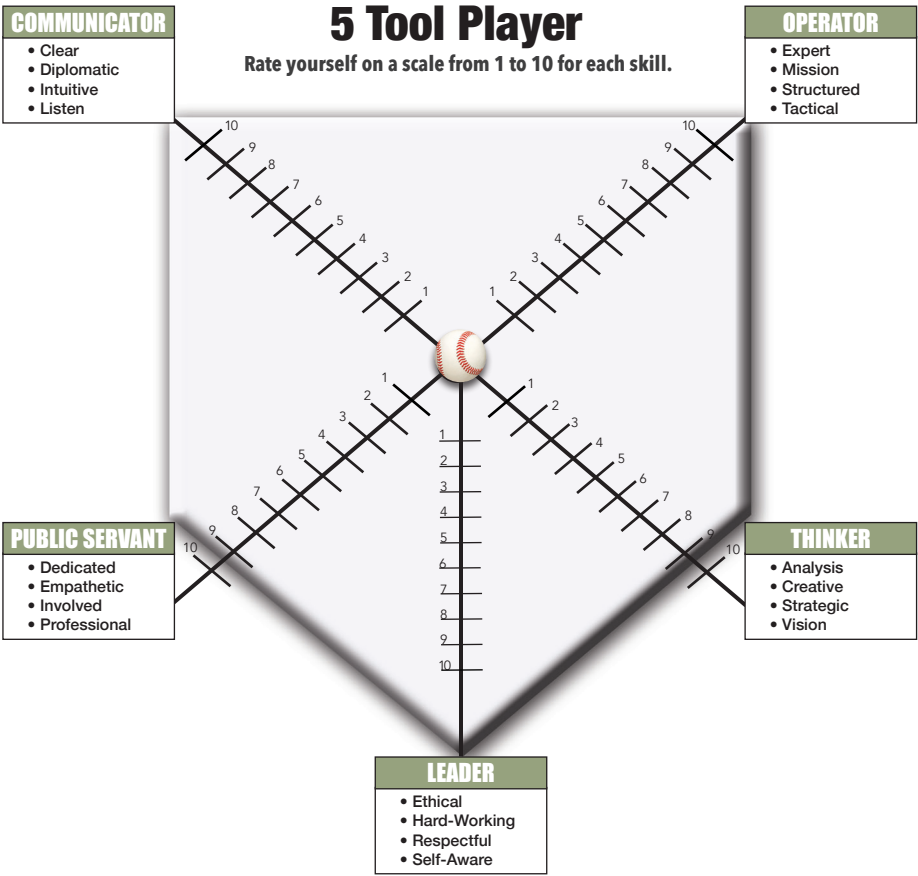 5 Tool Player
Rate yourself on a scale from 1 to 10 for each skill.
COMMUNICATOR
• Clear
• Diplomatic
• Intuitive
• Listen
OPERATOR
• Expert
• Mission
• Structured
• Tactical
10
9
8
7
6
5
4
3
2
1
10
9
8
7
6
5
4
3
2
1
1
2
3
4
5
6
7
8
9
10
1
2
3
4
5
6
7
8
9
10
1
2
3
4
5
6
7
8
9
10
PUBLIC SERVANT
• Dedicated
• Empathetic
• Involved
• Professional
THINKER
• Analysis
• Creative
• Strategic
• Vision
LEADER
• Ethical
• Hard-Working
• Respectful
• Self-Aware